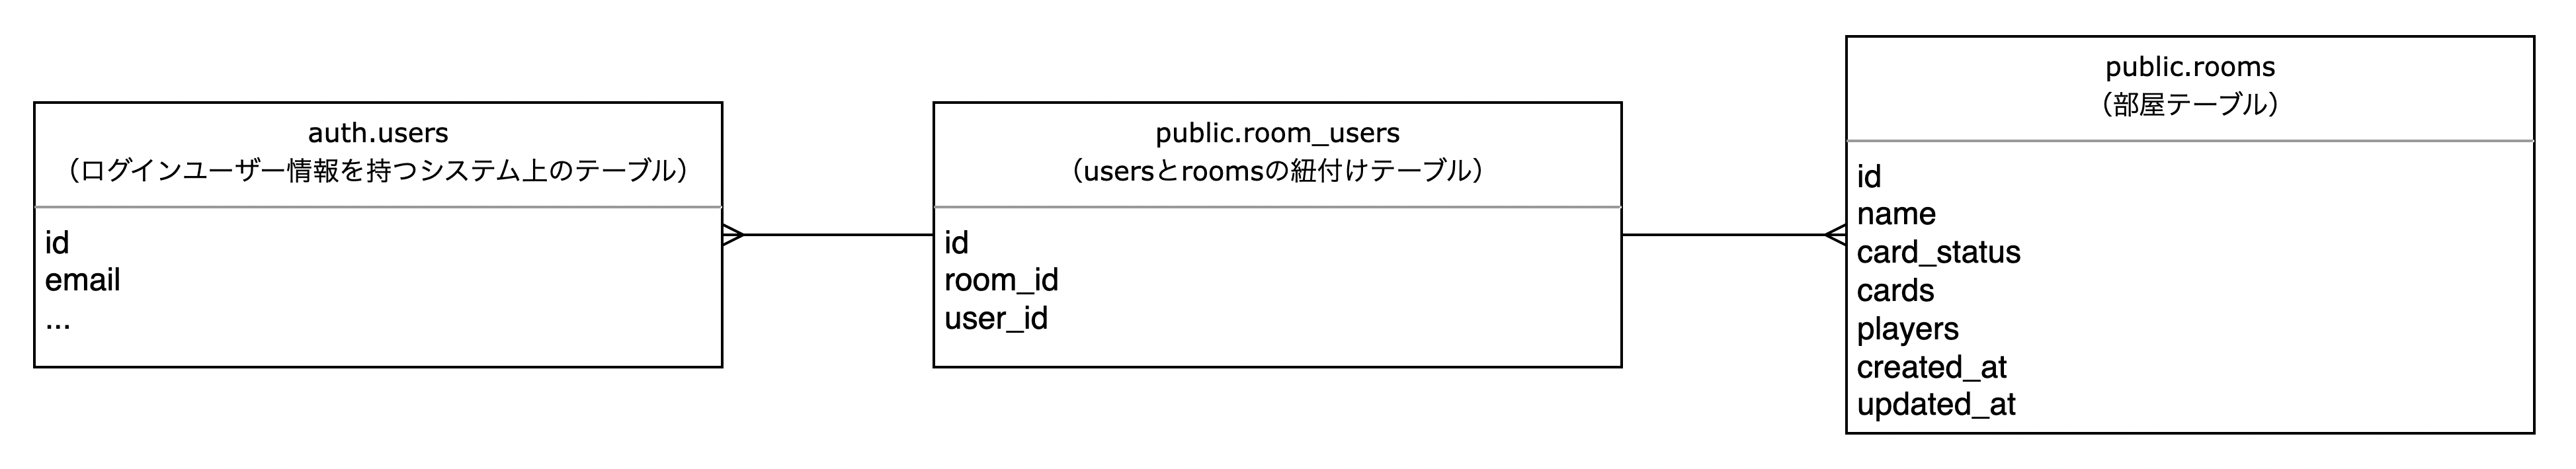 auth.users
（ログインユーザー情報を持つシステム上のテーブル）
id
email
...
public.room_users
（usersとroomsの紐付けテーブル）
id
room_id
user_id
public.rooms
（部屋テーブル）
id
name
card_status
cards
players
created_at
updated_at